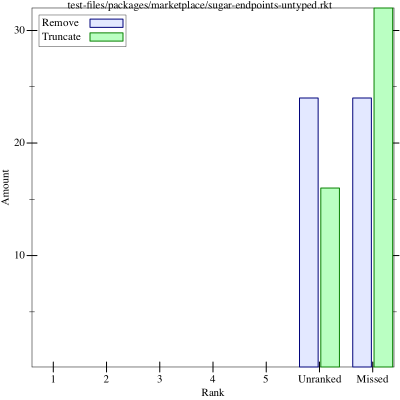 test-files/packages/marketplace/sugar-endpoints-untyped.rkt
Remove
Truncate
30
20
10
Amount
1 2 3 4 5 Unranked Missed
Rank